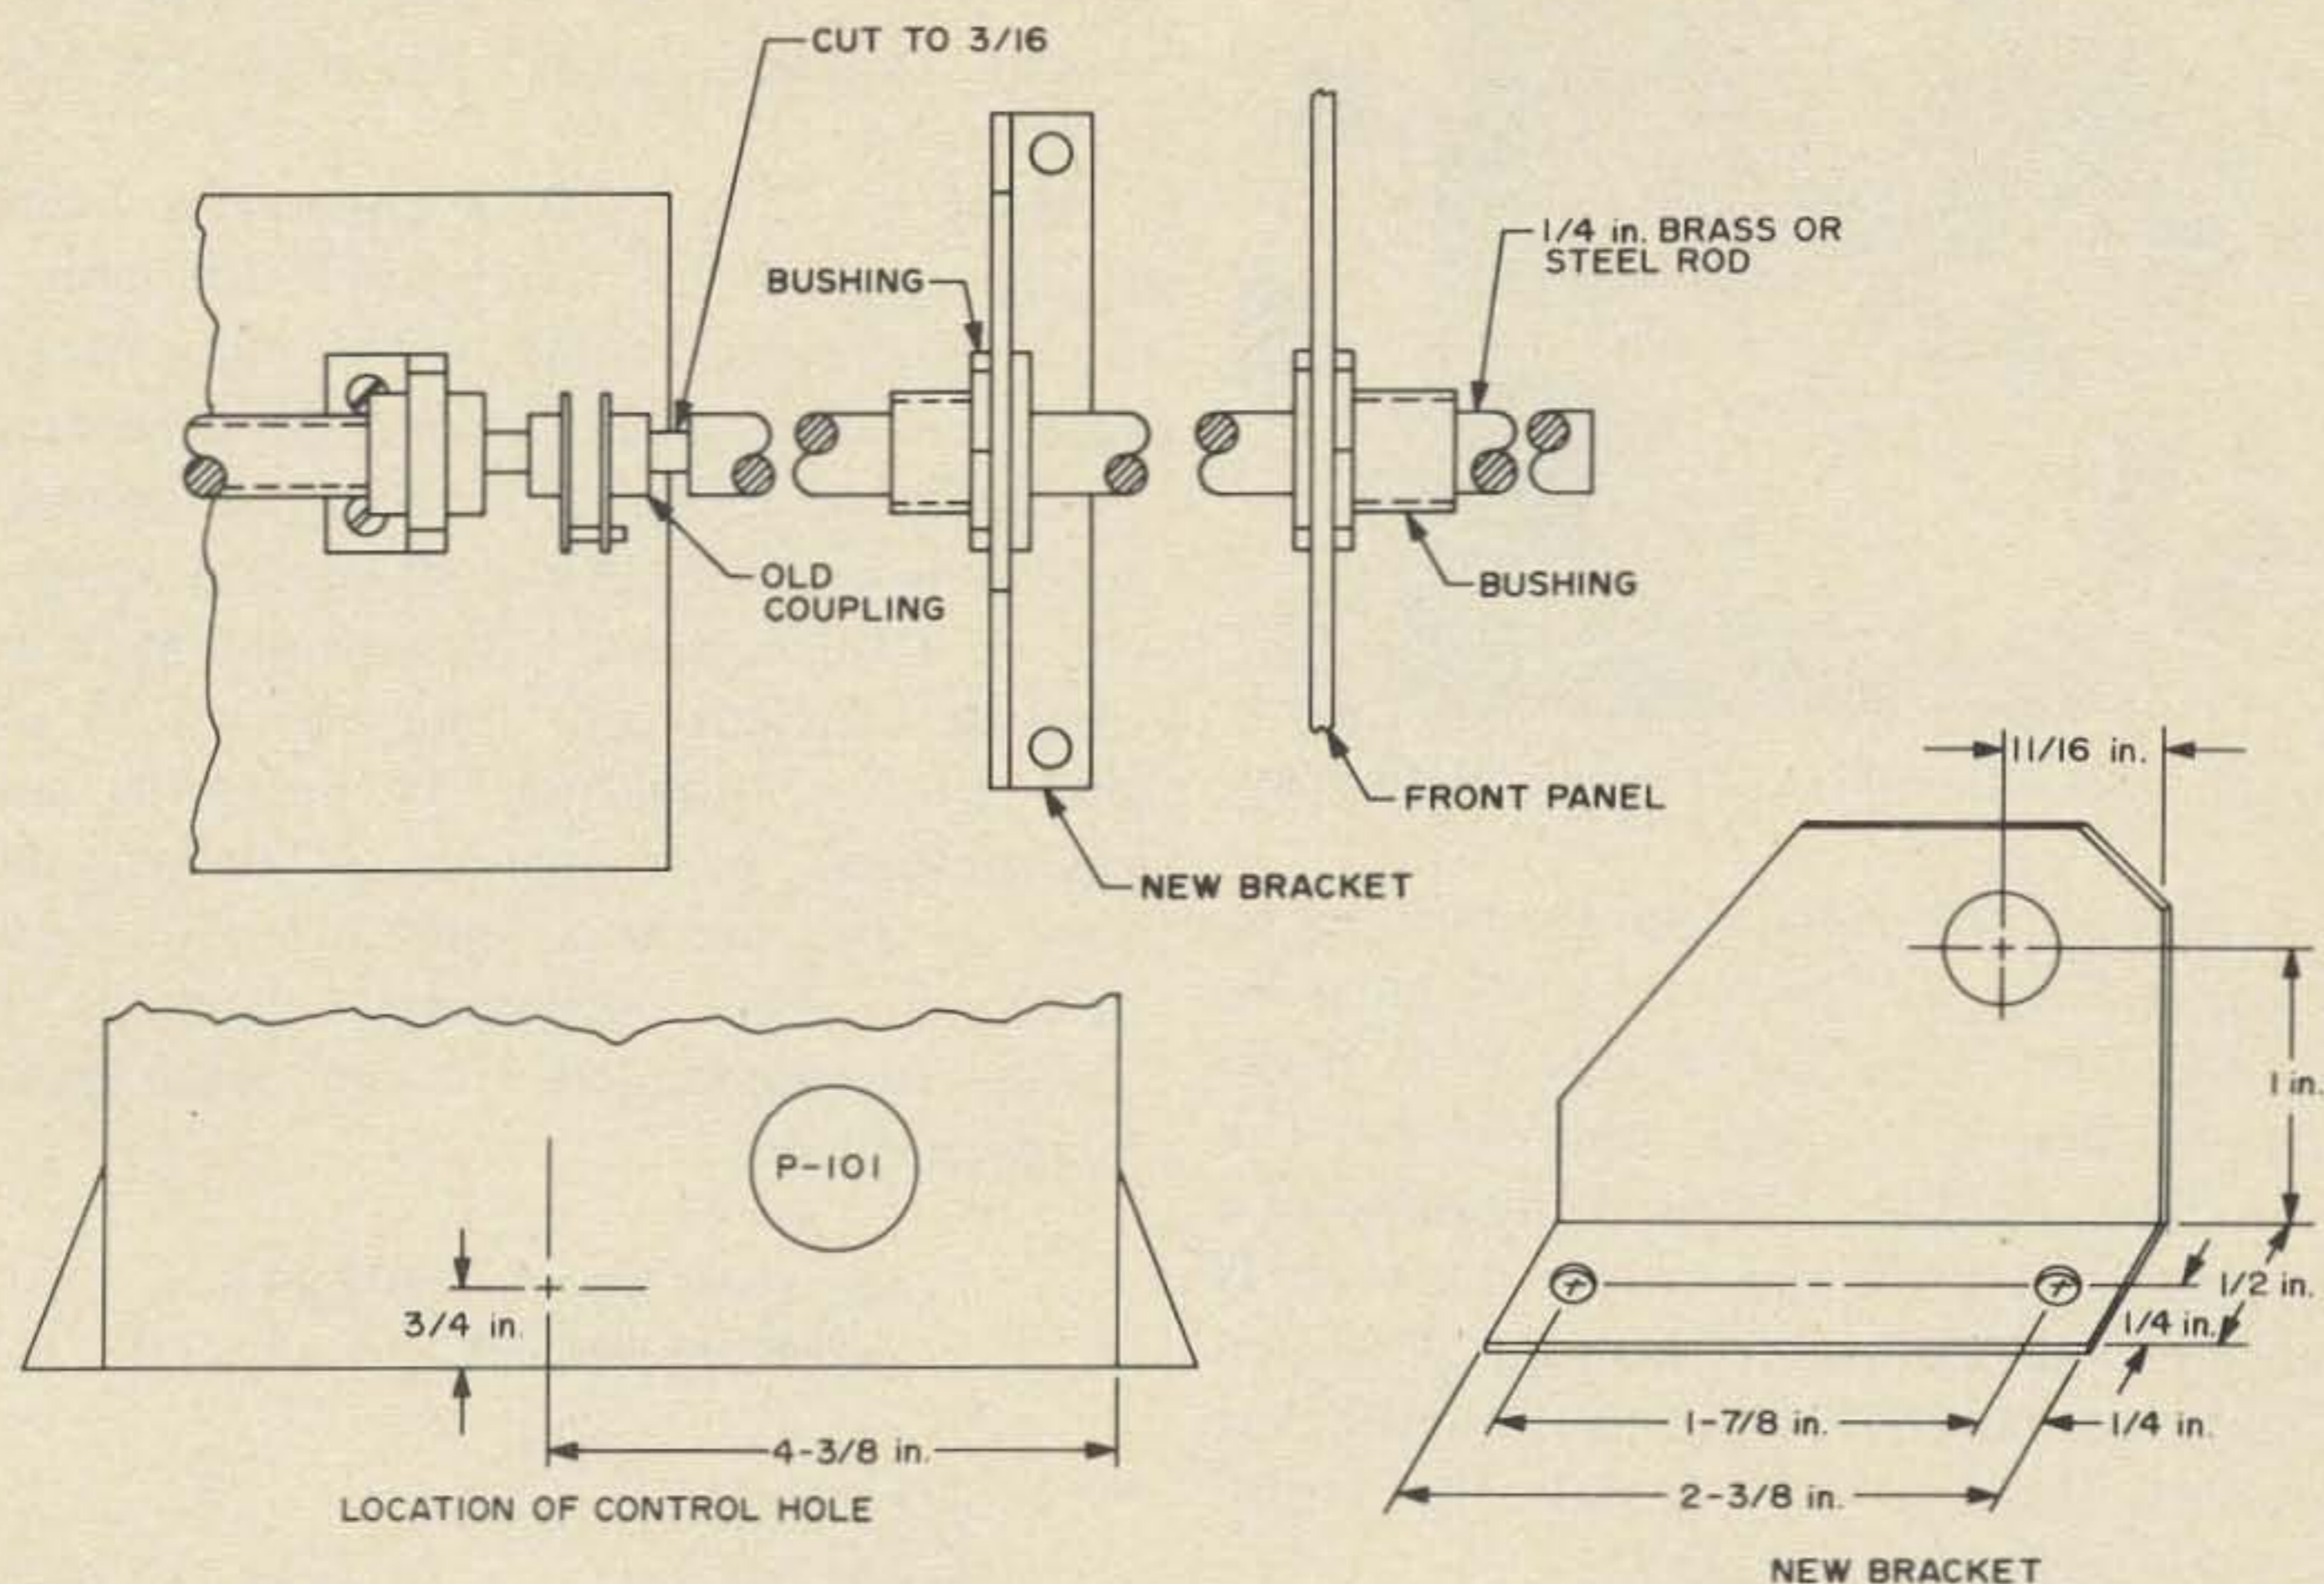 CUT TO 3/16
BUSHING
1/4 in. BRASS OR
STEEL ROD
OLD
COUPLING
BUSHING
FRONT PANEL
NEW BRACKET
11/16 in.
1 in.
P-101
3/4 in.
4-3/8 in.
LOCATION OF CONTROL HOLE
1/2 in.
1/4 in.
1-7/8 in.
1/4 in.
2-3/8 in.
NEW BRACKET